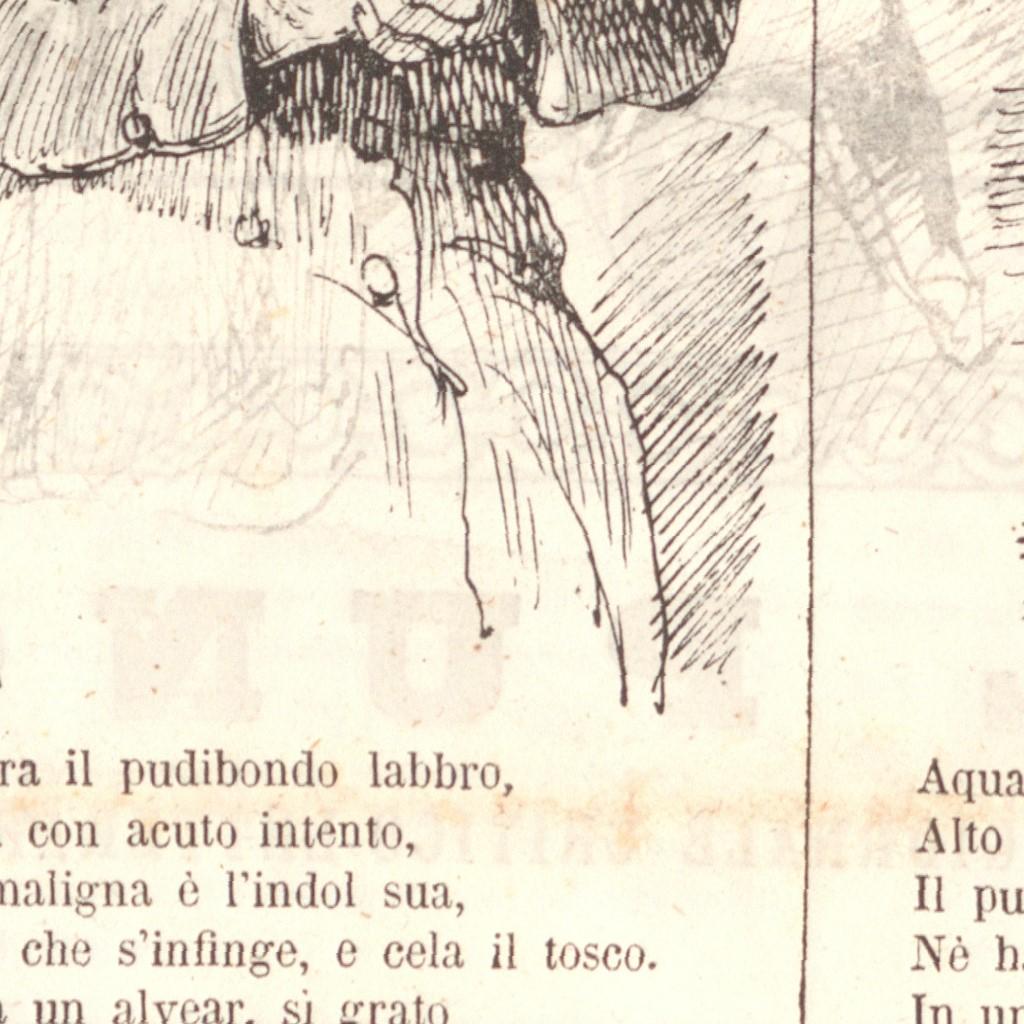 ra il pudibondo labbro,
con acuto intento,
maligna è l'indol sua,
che s'infinge, e cela il tosco.
un alvear, sì grato
Aqua
Alto
Il pu
Nè h
In un